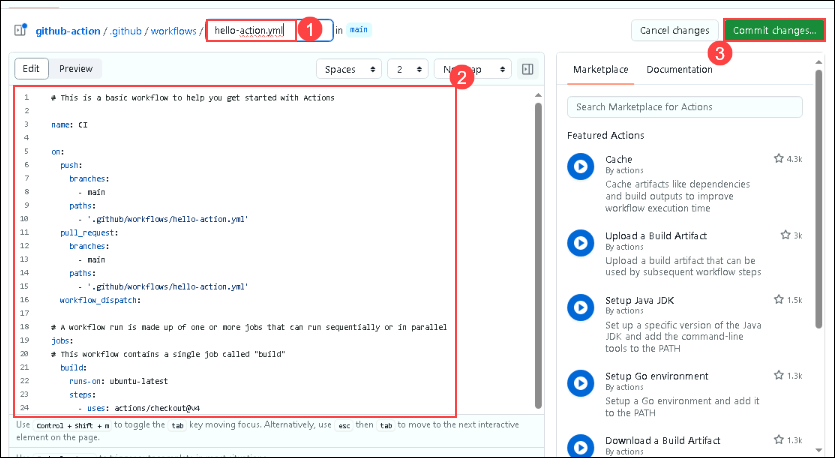 github-action / .github / workflows / hello-action.yml in main
1
Cancel changes
Commit changes...
3
Edit Preview
Spaces 2
2
1 # This is a basic workflow to help you get started with Actions
2
3 name: CI
4
5 on:
6 push:
7 branches:
8 - main
9 paths:
10 - '.github/workflows/hello-action.yml'
11 pull_request:
12 branches:
13 - main
14 paths:
15 - '.github/workflows/hello-action.yml'
16 workflow_dispatch:
17
18 # A workflow run is made up of one or more jobs that can run sequentially or in parallel
19 jobs:
20 # This workflow contains a single job called "build"
21 build:
22 runs-on: ubuntu-latest
23 steps:
24 - uses: actions/checkout@v4
Use Control + Shift + m to toggle the tab key moving focus. Alternatively, use esc then tab to move to the next interactive
element on the page.
Marketplace Documentation
Search Marketplace for Actions
Featured Actions
Cache 4.3k
By actions
Cache artifacts like dependencies
and build outputs to improve
workflow execution time
Upload a Build Artifact 3k
By actions
Upload a build artifact that can be
used by subsequent workflow steps
Setup Java JDK 1.5k
By actions
Set up a specific version of the Java
JDK and add the command-line
tools to the PATH
Setup Go environment 1.3k
By actions
Setup a Go environment and add it
to the PATH
Download a Build Artifact 1.3k
By actions